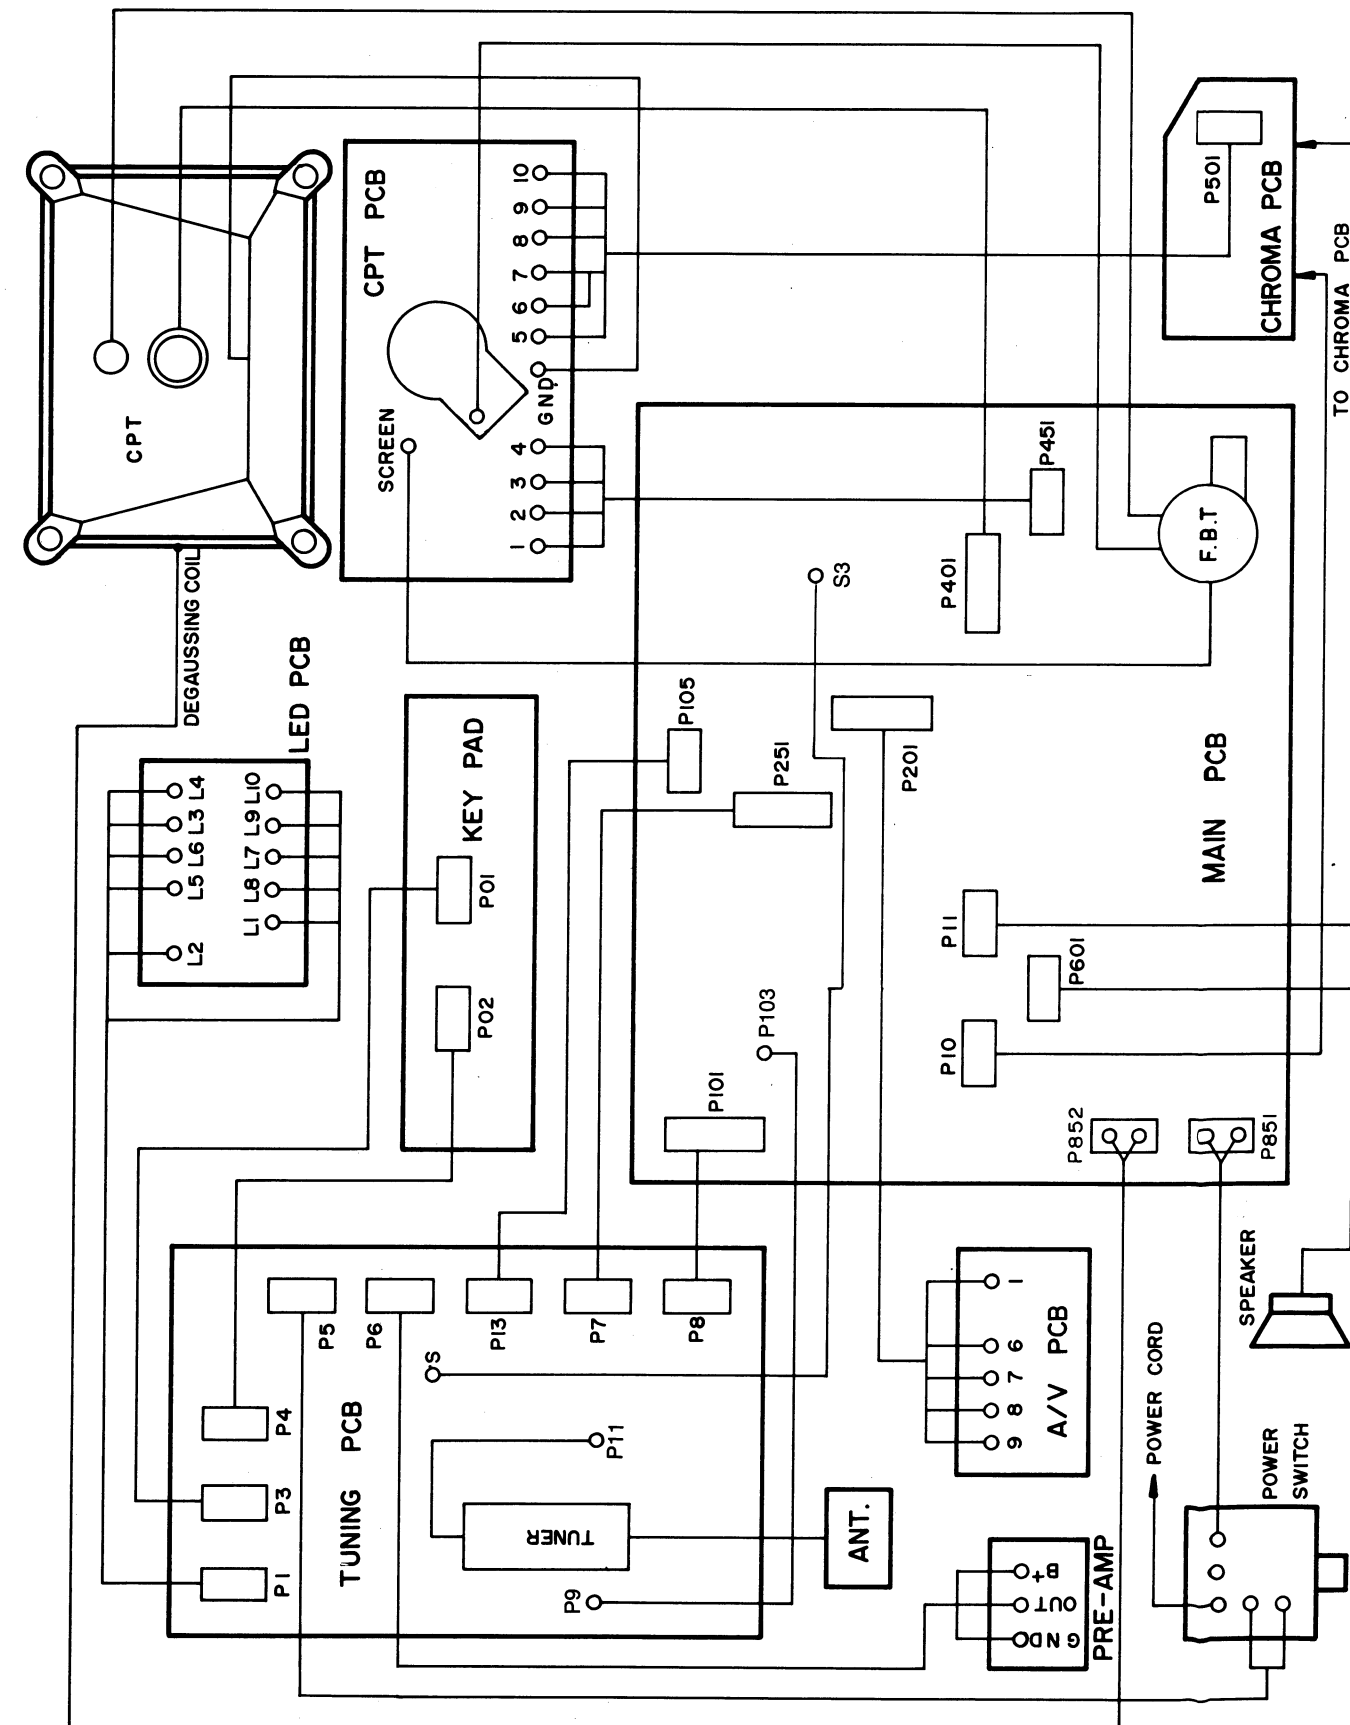 CPT
DEGAUSSING COIL
CPT PCB
10
9
8
7
6
5
GND
4
3
2
1
SCREEN
P501
CHROMA PCB
TO CHROMA PCB
LED PCB
L4
L3
L6
L5
L2
L10
L9
L7
L8
L1
KEY PAD
P01
P02
MAIN PCB
P451
P401
F.B.T
S3
P105
P251
P201
P11
P601
P10
P103
P101
P852
P851
TUNING PCB
P5
P6
P13
P7
P8
S
P4
P3
P1
P11
TUNER
P9
ANT.
A/V PCB
1
6
7
8
9
PRE-AMP
B+
OUT
GND
SPEAKER
POWER CORD
POWER
SWITCH